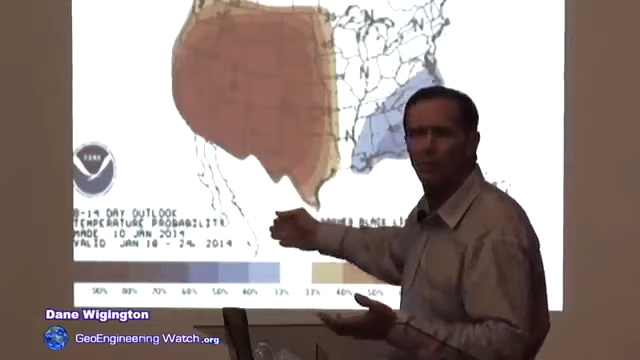 NOAA
8-14 DAY OUTLOOK
TEMPERATURE PROBABILITY
MADE 10 JAN 2014
VALID JAN 18 - 24, 2014
90% 80% 70% 60% 50% 40% 33% 33% 40%
Dane Wigington
GeoEngineering Watch.org